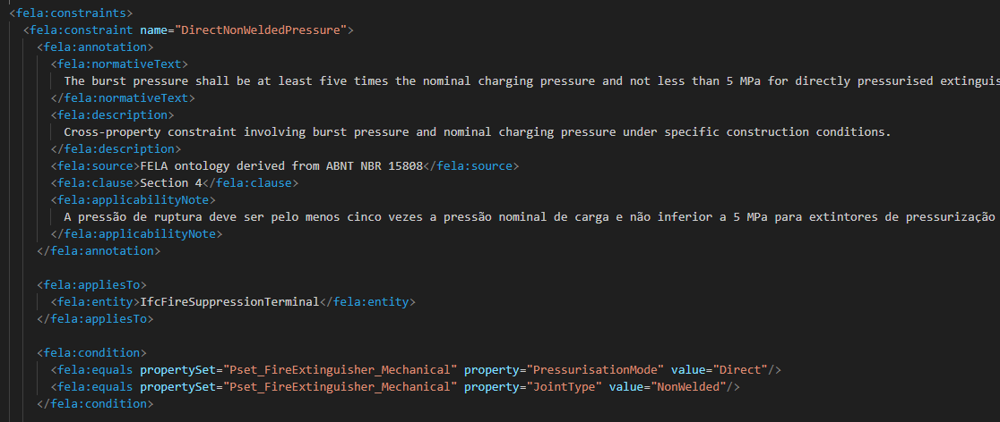 <fela:constraints>
<fela:constraint name="DirectNonWeldedPressure">
<fela:annotation>
<fela:normativeText>
The burst pressure shall be at least five times the nominal charging pressure and not less than 5 MPa for directly pressurised extinguis
</fela:normativeText>
<fela:description>
Cross-property constraint involving burst pressure and nominal charging pressure under specific construction conditions.
</fela:description>
<fela:source>FELA ontology derived from ABNT NBR 15808</fela:source>
<fela:clause>Section 4</fela:clause>
<fela:applicabilityNote>
A pressão de ruptura deve ser pelo menos cinco vezes a pressão nominal de carga e não inferior a 5 MPa para extintores de pressurização
</fela:applicabilityNote>
</fela:annotation>
<fela:appliesTo>
<fela:entity>IfcFireSuppressionTerminal</fela:entity>
</fela:appliesTo>
<fela:condition>
<fela:equals propertySet="Pset_FireExtinguisher_Mechanical" property="PressurisationMode" value="Direct"/>
<fela:equals propertySet="Pset_FireExtinguisher_Mechanical" property="JointType" value="NonWelded"/>
</fela:condition>